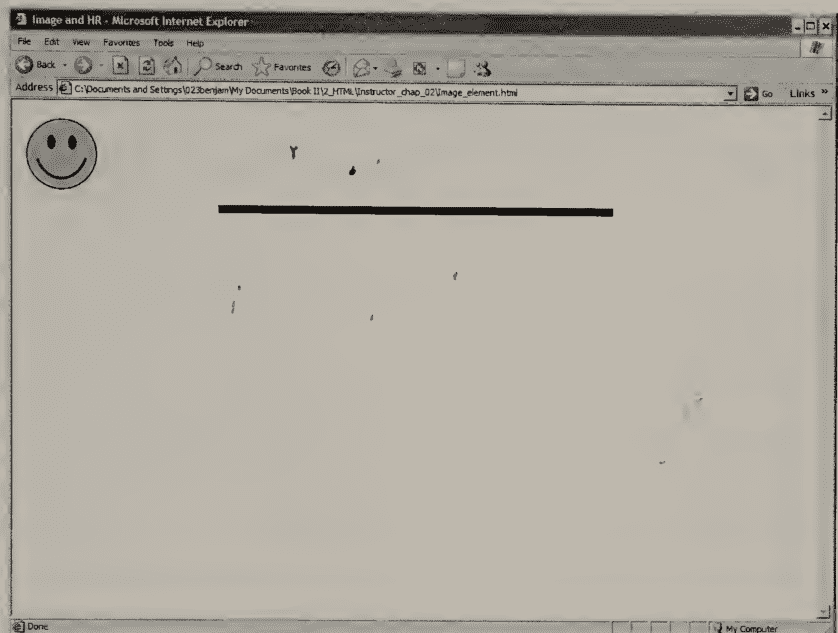 Image and HR - Microsoft Internet Explorer
File Edit View Favorites Tools Help
Back Search Favorites
Address C:\Documents and Settings\023benjam\My Documents\Book II\2_HTML\Instructor_chap_02\Image_element.html Go Links »
Done My Computer